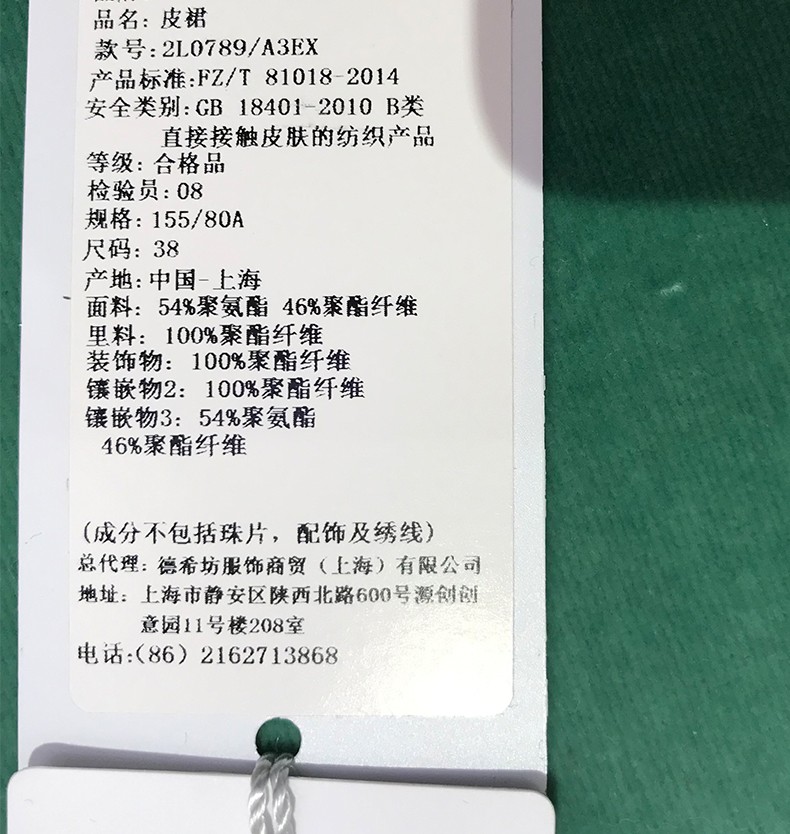 品名: 皮裙
款号:2L0789/A3EX
产品标准:FZ/T 81018-2014
安全类别:GB 18401-2010 B类
直接接触皮肤的纺织产品
等级: 合格品
检验员:08
规格:155/80A
尺码: 38
产地:中国-上海
面料: 54%聚氨酯 46%聚酯纤维
里料: 100%聚酯纤维
装饰物: 100%聚酯纤维
镶嵌物2: 100%聚酯纤维
镶嵌物3: 54%聚氨酯
46%聚酯纤维
(成分不包括珠片, 配饰及绣线)
总代理: 德希坊服饰商贸（上海）有限公司
地址: 上海市静安区陕西北路600号源创创
意园11号楼208室
电话:(86) 2162713868